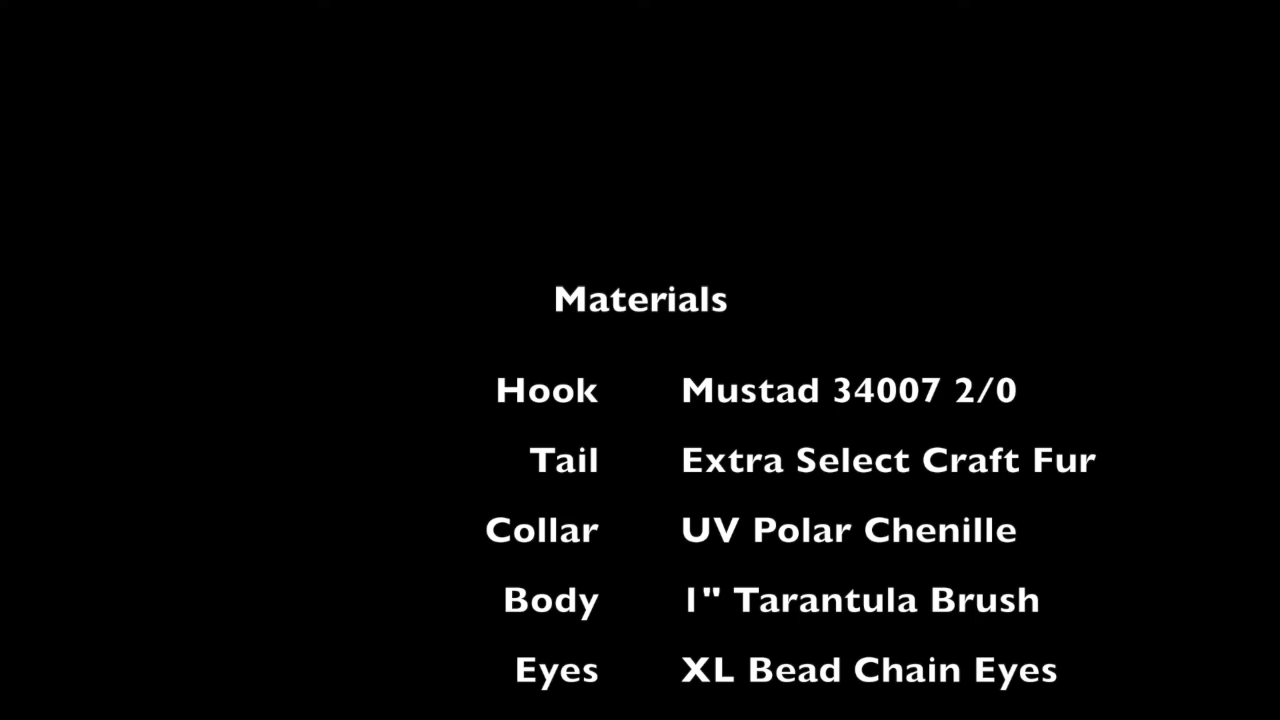 Materials
Hook Mustad 34007 2/0
Tail Extra Select Craft Fur
Collar UV Polar Chenille
Body 1" Tarantula Brush
Eyes XL Bead Chain Eyes